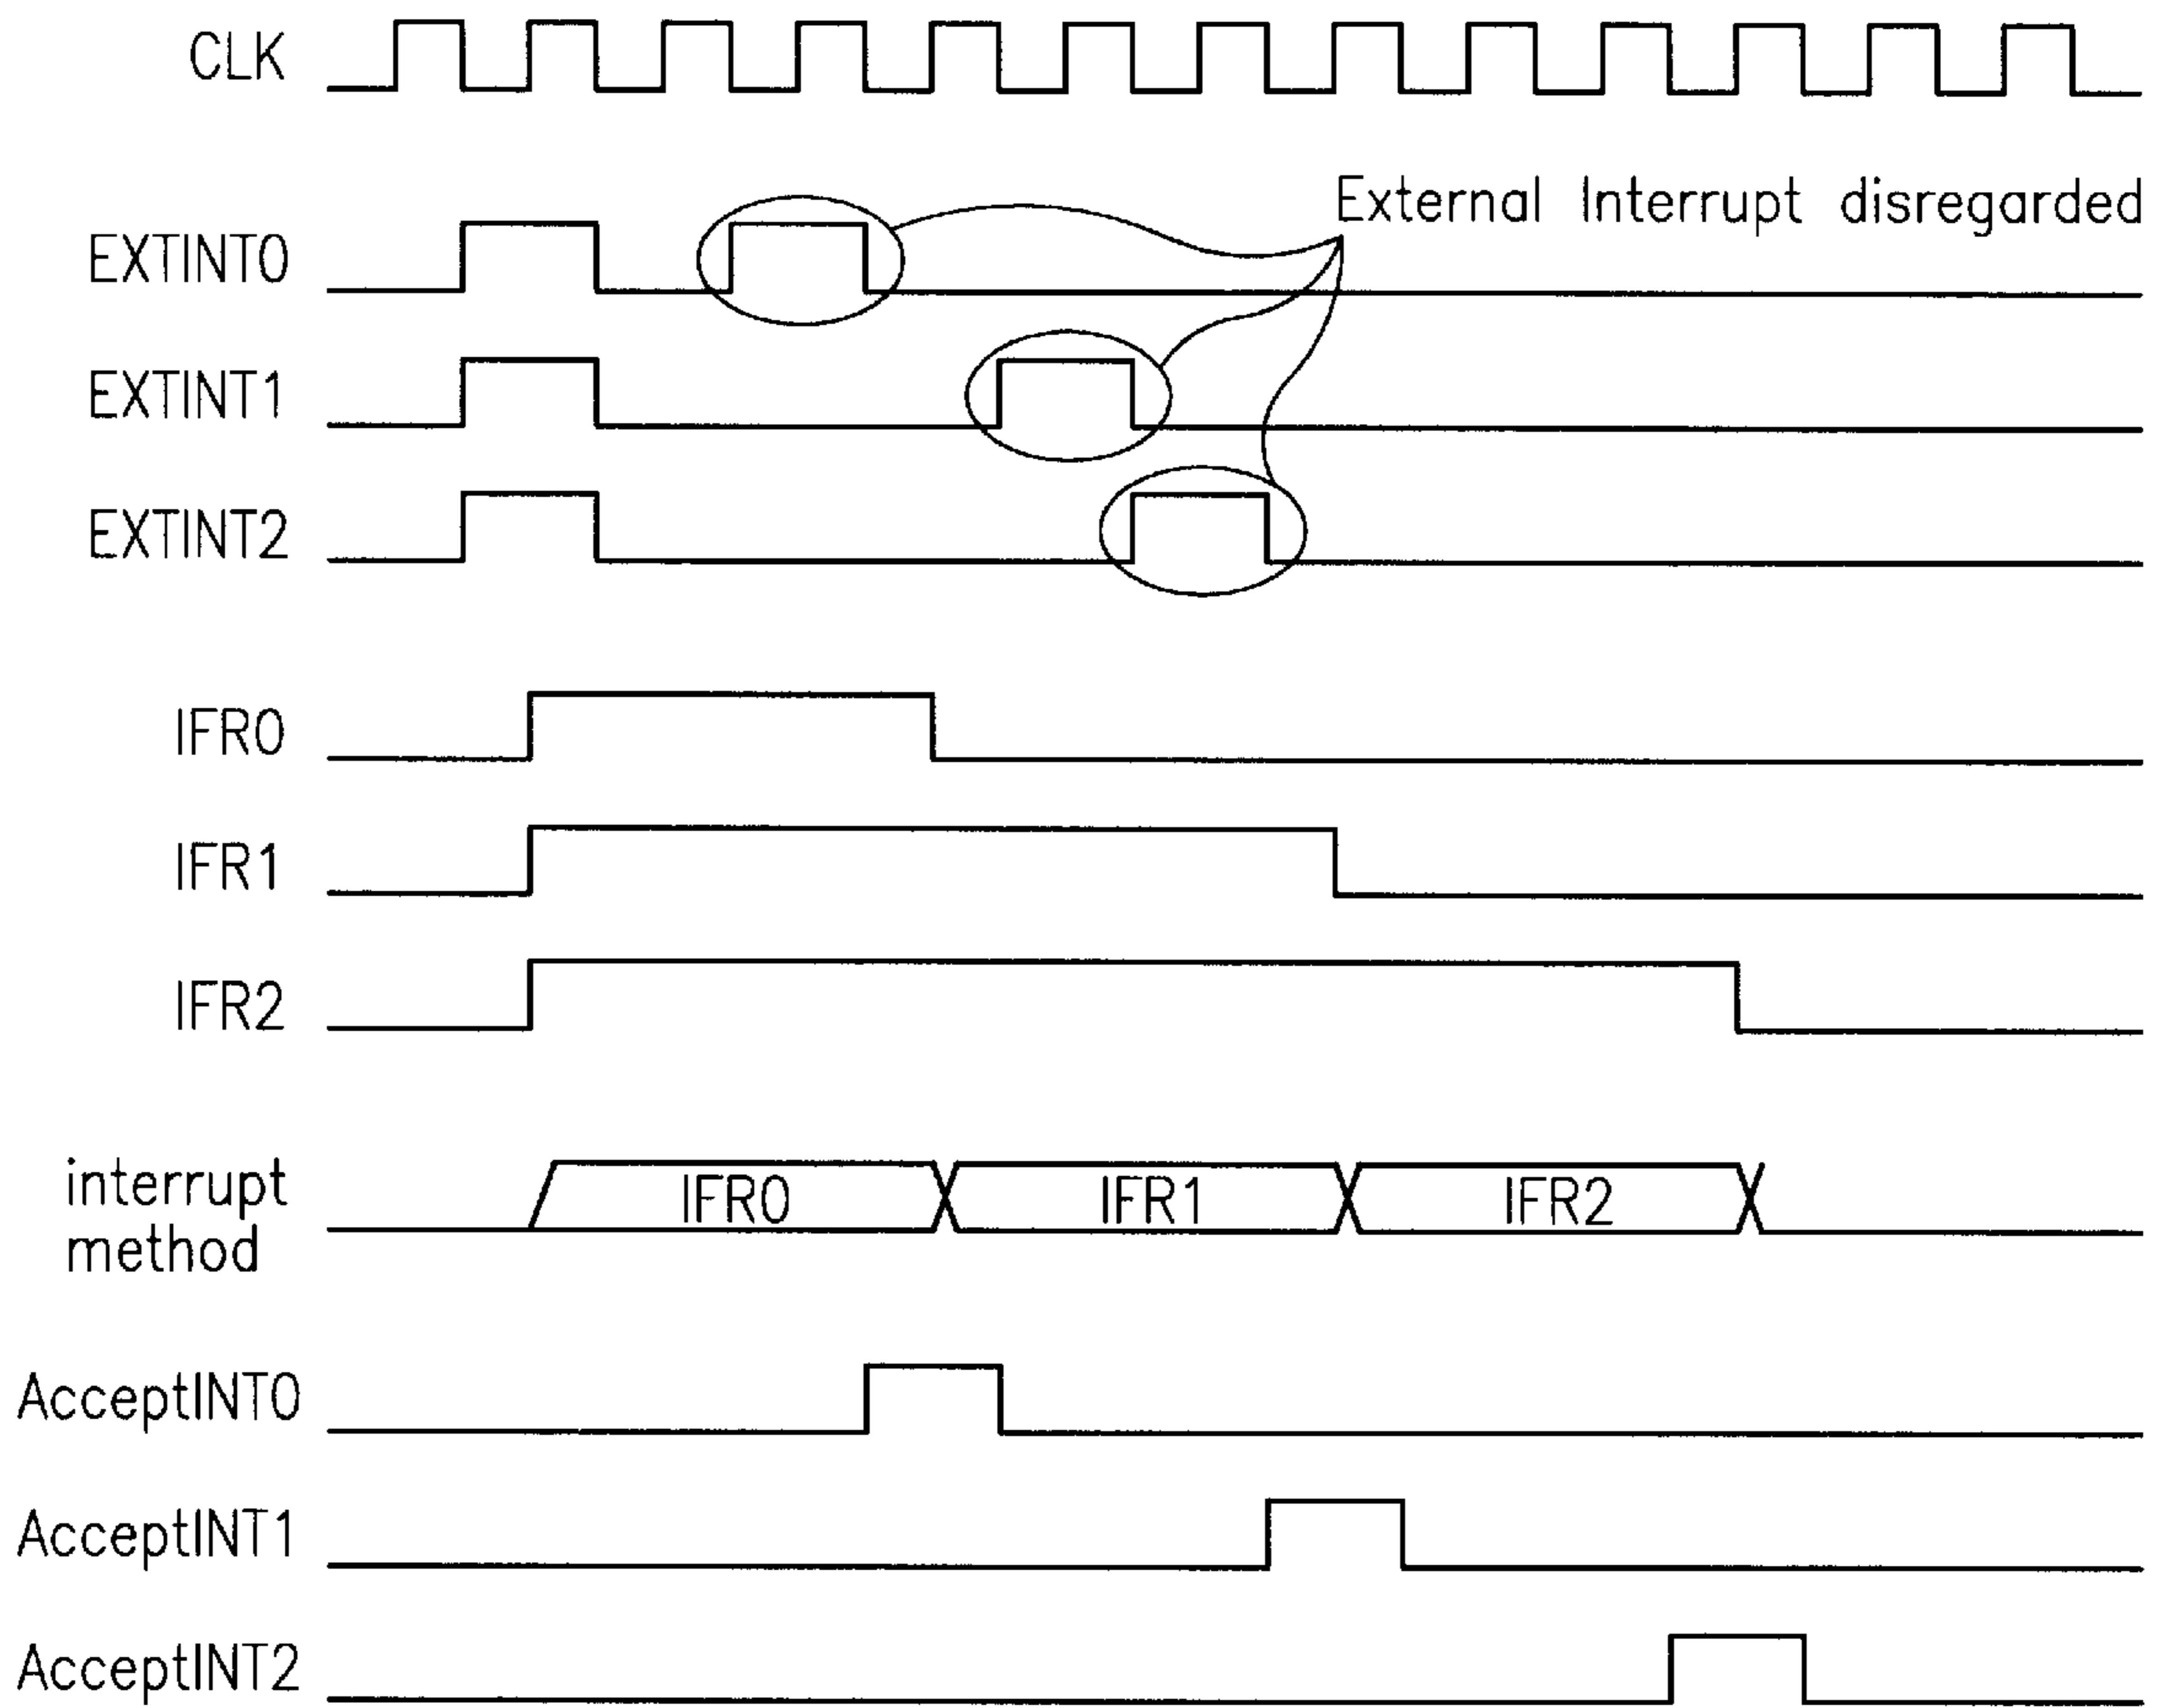 CLK
External Interrupt disregarded
EXTINT0
EXTINT1
EXTINT2
IFR0
IFR1
IFR2
interrupt
method
IFR0 IFR1 IFR2
AcceptINT0
AcceptINT1
AcceptINT2